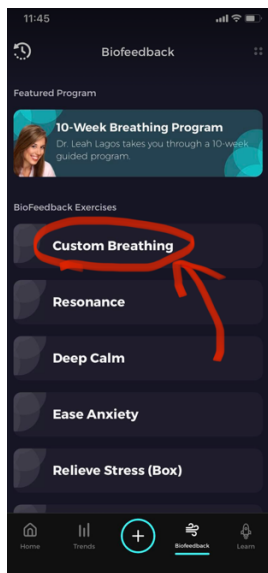 11:45
Biofeedback
Featured Program
10-Week Breathing Program
Dr. Leah Lagos takes you through a 10-week
guided program.
BioFeedback Exercises
Custom Breathing
Resonance
Deep Calm
Ease Anxiety
Relieve Stress (Box)
Home Trends Biofeedback Learn